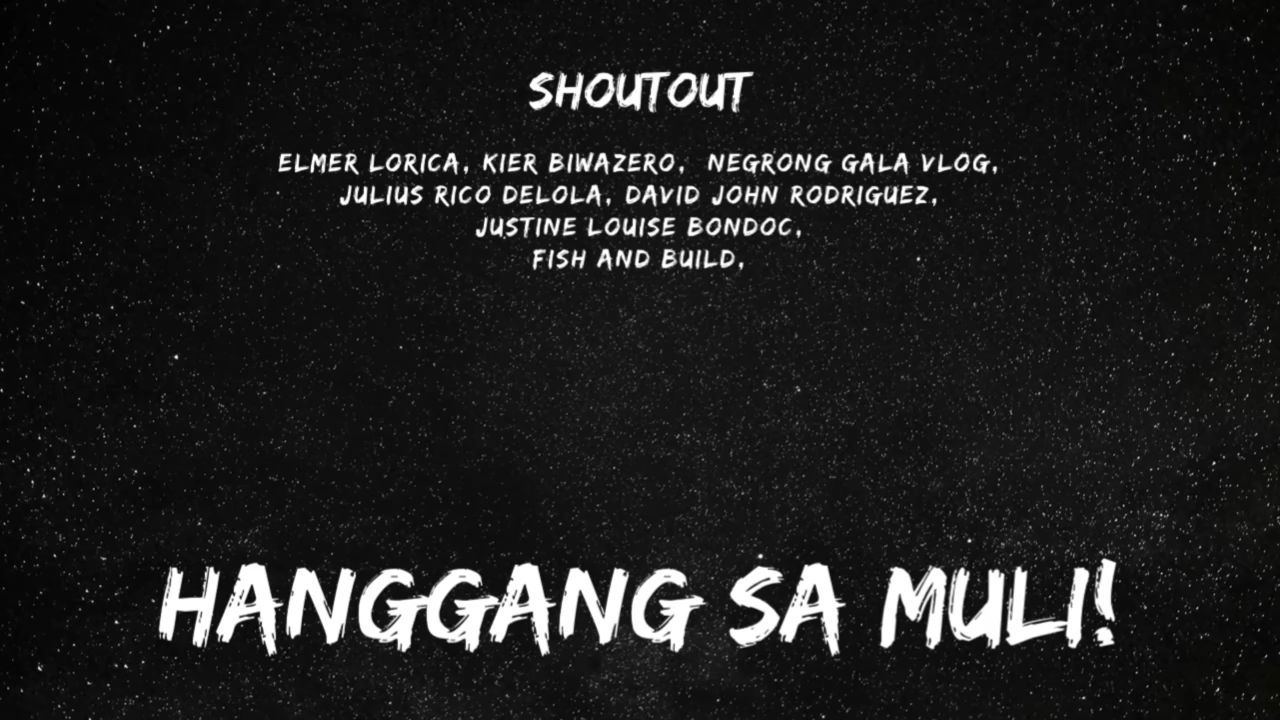 SHOUTOUT
ELMER LORICA, KIER BIWAZERO, NEGRONG GALA VLOG,
JULIUS RICO DELOLA, DAVID JOHN RODRIGUEZ,
JUSTINE LOUISE BONDOC,
FISH AND BUILD,
HANGGANG SA MULI!